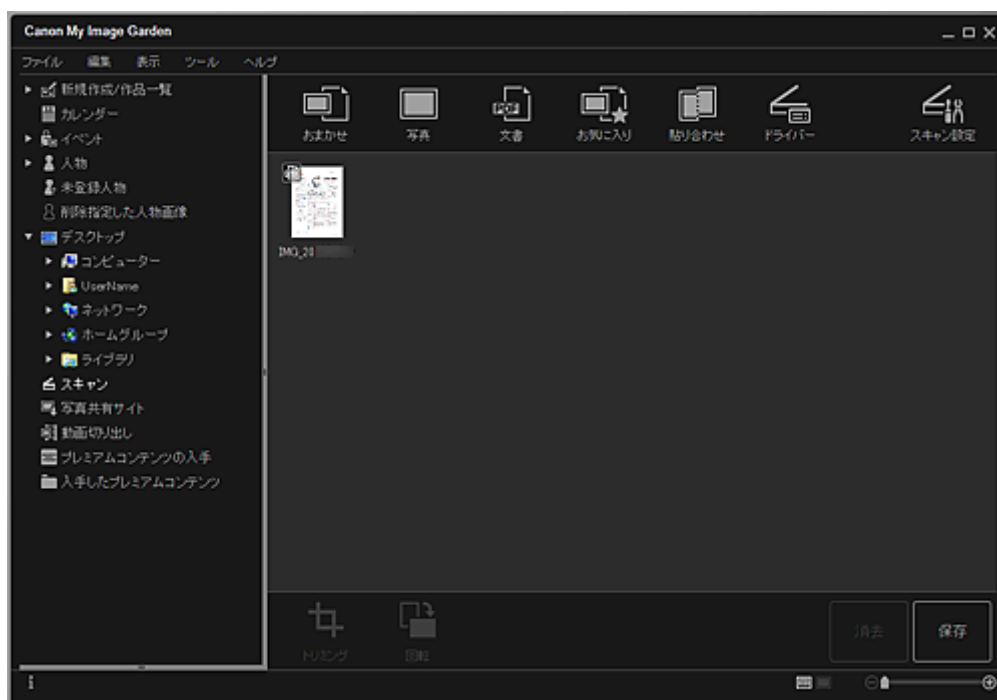 Canon My Image Garden
ファイル 編集 表示 ツール ヘルプ
新規作成/作品一覧
カレンダー
イベント
人物
未登録人物
削除指定した人物画像
デスクトップ
コンピューター
UserName
ネットワーク
ホームグループ
ライブラリ
スキャン
写真共有サイト
動画切り出し
プレミアムコンテンツの入手
入手したプレミアムコンテンツ
おまかせ 写真 文書 お気に入り 貼り合わせ ドライバー スキャン設定
PDF
IMG_20
トリミング 回転 消去 保存